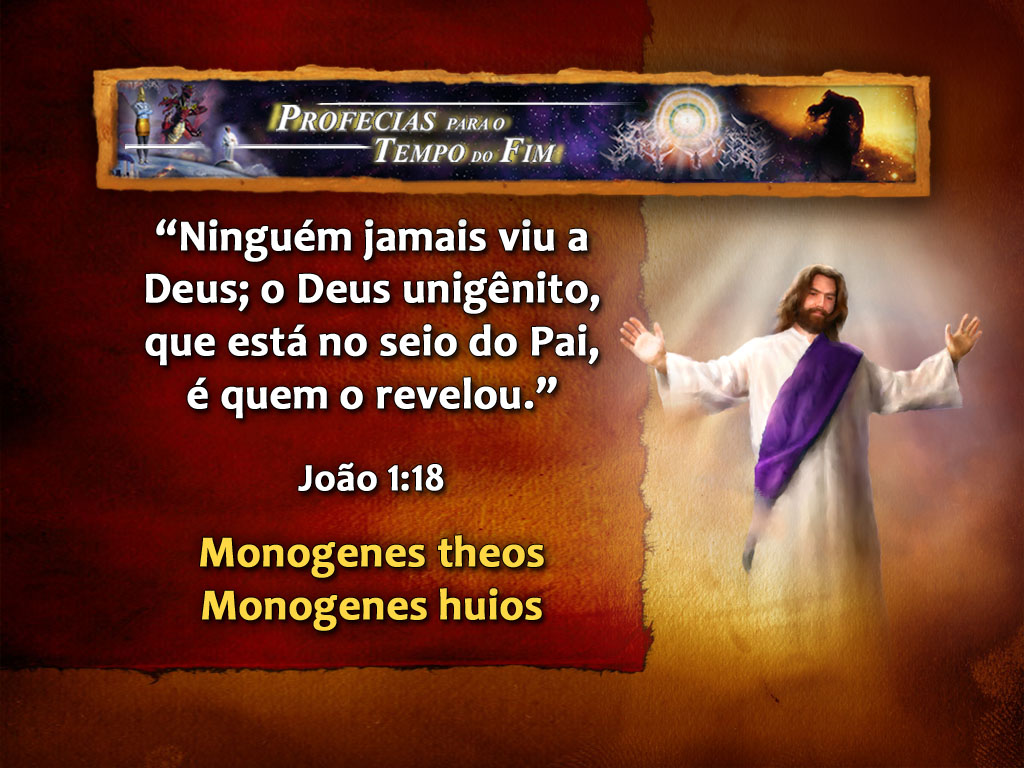 PROFECIAS PARA O
TEMPO DO FIM
“Ninguém jamais viu a
Deus; o Deus unigênito,
que está no seio do Pai,
é quem o revelou.”
João 1:18
Monogenes theos
Monogenes huios